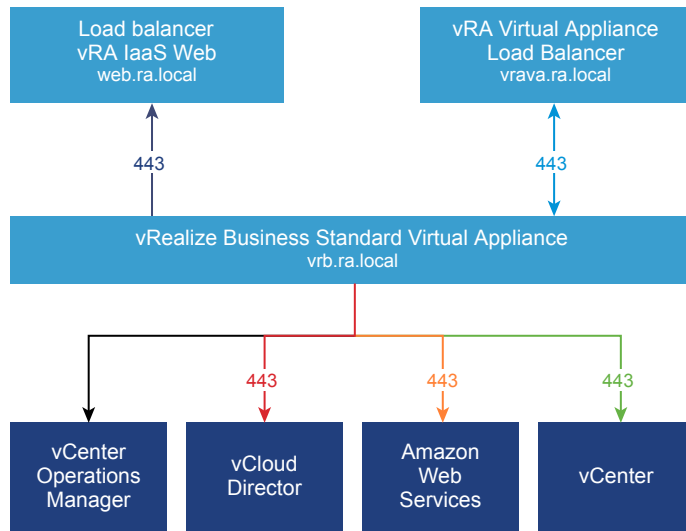 Load balancer
vRA IaaS Web
web.ra.local
vRA Virtual Appliance
Load Balancer
vrava.ra.local
443
443
vRealize Business Standard Virtual Appliance
vrb.ra.local
443
443
443
vCenter
Operations
Manager
vCloud
Director
Amazon
Web
Services
vCenter